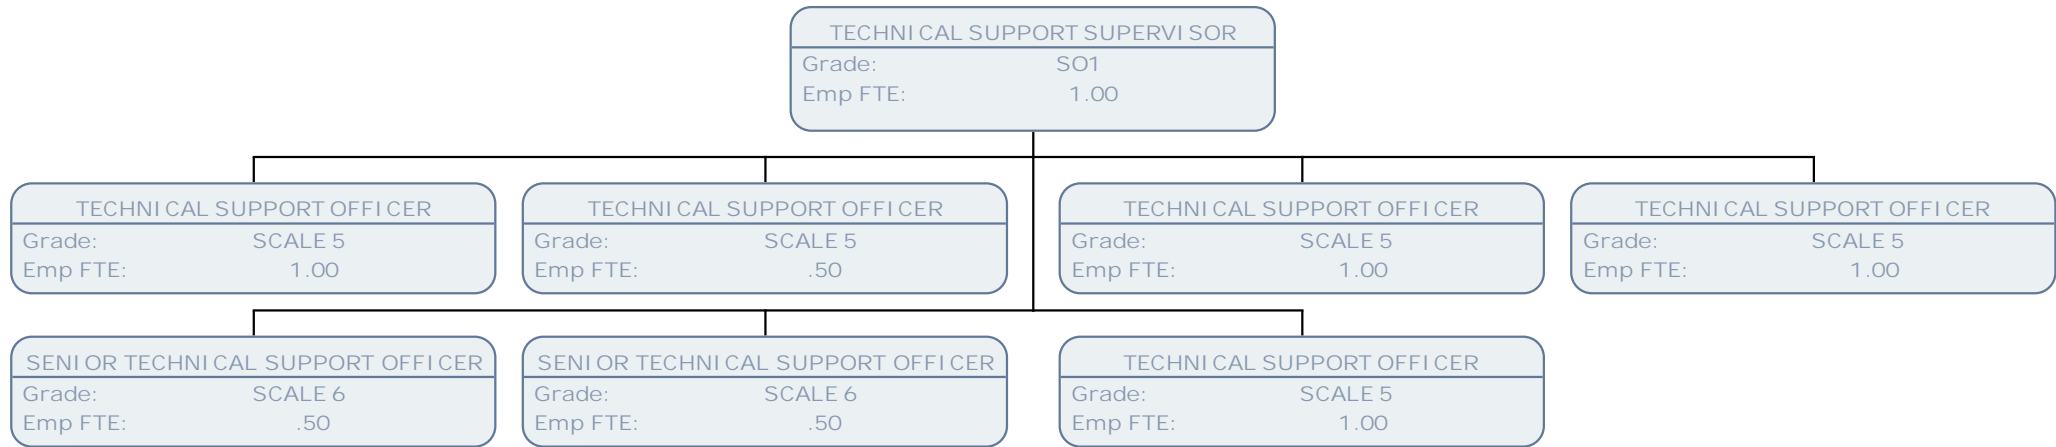 TECHNICAL SUPPORT SUPERVISOR
Grade: SO1
Emp FTE: 1.00
TECHNICAL SUPPORT OFFICER
Grade: SCALE 5
Emp FTE: 1.00
TECHNICAL SUPPORT OFFICER
Grade: SCALE 5
Emp FTE: .50
TECHNICAL SUPPORT OFFICER
Grade: SCALE 5
Emp FTE: 1.00
TECHNICAL SUPPORT OFFICER
Grade: SCALE 5
Emp FTE: 1.00
SENIOR TECHNICAL SUPPORT OFFICER
Grade: SCALE 6
Emp FTE: .50
SENIOR TECHNICAL SUPPORT OFFICER
Grade: SCALE 6
Emp FTE: .50
TECHNICAL SUPPORT OFFICER
Grade: SCALE 5
Emp FTE: 1.00